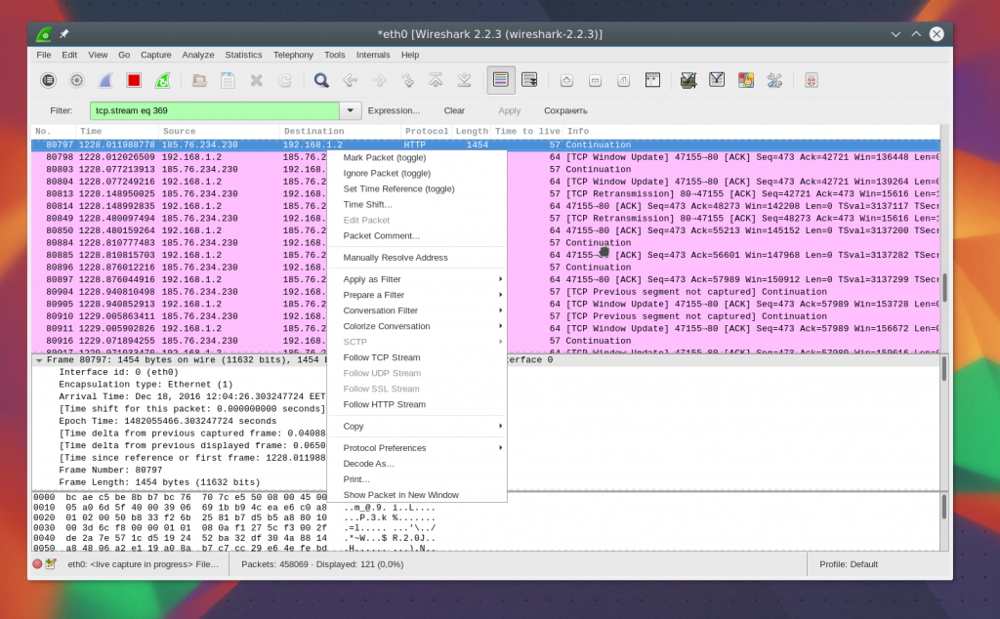 *eth0 [Wireshark 2.2.3 (wireshark-2.2.3)]
File Edit View Go Capture Analyze Statistics Telephony Tools Internals Help
Filter: tcp.stream eq 369 Expression... Clear Apply Сохранить
No. Time Source Destination Protocol Length Time to live Info
80797 1228.011988778 185.76.234.230 192.168.1.2 HTTP 1454 57 Continuation
80798 1228.012026509 192.168.1.2 185.76.2 64 [TCP Window Update] 47155→80 [ACK] Seq=473 Ack=42721 Win=136448 Len=0
80803 1228.077213913 185.76.234.230 192.168. 57 Continuation
80804 1228.077249216 192.168.1.2 185.76.2 64 [TCP Window Update] 47155→80 [ACK] Seq=473 Ack=42721 Win=139264 Len=0
80813 1228.148950025 185.76.234.230 192.168. 57 [TCP Retransmission] 80→47155 [ACK] Seq=42721 Ack=473 Win=15616 Len=1
80814 1228.148992835 192.168.1.2 185.76.2 64 47155→80 [ACK] Seq=473 Ack=48273 Win=142208 Len=0 TSval=3137117 TSecr
80849 1228.480097494 185.76.234.230 192.168. 57 [TCP Retransmission] 80→47155 [ACK] Seq=48273 Ack=473 Win=15616 Len=1
80850 1228.480159264 192.168.1.2 185.76.2 64 47155→80 [ACK] Seq=473 Ack=55213 Win=145152 Len=0 TSval=3137200 TSecr
80884 1228.810777483 185.76.234.230 192.168. 57 Continuation
80885 1228.810815703 192.168.1.2 185.76.2 64 47155→ [ACK] Seq=473 Ack=56601 Win=147968 Len=0 TSval=3137282 TSecr
80896 1228.876012216 185.76.234.230 192.168. 57 Continuation
80897 1228.876044916 192.168.1.2 185.76.2 64 47155→80 [ACK] Seq=473 Ack=57989 Win=150912 Len=0 TSval=3137299 TSecr
80904 1228.940810498 185.76.234.230 192.168. 57 [TCP Previous segment not captured] Continuation
80905 1228.940852913 192.168.1.2 185.76.2 64 [TCP Window Update] 47155→80 [ACK] Seq=473 Ack=57989 Win=153728 Len=0
80910 1229.005863411 185.76.234.230 192.168. 57 [TCP Previous segment not captured] Continuation
80911 1229.005902826 192.168.1.2 185.76.2 64 [TCP Window Update] 47155→80 [ACK] Seq=473 Ack=57989 Win=156672 Len=0
80916 1229.071894255 185.76.234.230 192.168. 57 Continuation
Mark Packet (toggle)
Ignore Packet (toggle)
Set Time Reference (toggle)
Time Shift...
Edit Packet
Packet Comment...
Manually Resolve Address
Apply as Filter
Prepare a Filter
Conversation Filter
Colorize Conversation
SCTP
Follow TCP Stream
Follow UDP Stream
Follow SSL Stream
Follow HTTP Stream
Copy
Protocol Preferences
Decode As...
Print...
Show Packet in New Window
Frame 80797: 1454 bytes on wire (11632 bits), 1454 b terface 0
Interface id: 0 (eth0)
Encapsulation type: Ethernet (1)
Arrival Time: Dec 18, 2016 12:04:26.303247724 EET
[Time shift for this packet: 0.000000000 seconds]
Epoch Time: 1482055466.303247724 seconds
[Time delta from previous captured frame: 0.04088
[Time delta from previous displayed frame: 0.0650
[Time since reference or first frame: 1228.011988
Frame Number: 80797
Frame Length: 1454 bytes (11632 bits)
0000 bc ae c5 be 8b b7 bc 76 70 7c e5 50 08 00 45 00
0010 05 a0 6d 5f 40 00 39 06 69 1b b9 4c ea e6 c0 a8 ..m_@.9. i..L....
0020 01 02 00 50 b8 33 f2 6b 25 81 b7 d5 b5 a8 80 10 ...P.3.k %.......
0030 00 3d 6c f8 00 00 01 01 08 0a f1 27 5c f3 00 2f .=l..... ...'\../
0040 de 2a 7e 57 1c d5 19 24 52 ba 32 df 30 4a 88 14 .*~W...$ R.2.0J..
0050 a8 48 06 a2 e1 19 a0 8a b7 c7 cc 29 e6 4e fe bd .H...... ...).N..
eth0: <live capture in progress> File... Packets: 458069 · Displayed: 121 (0,0%) Profile: Default